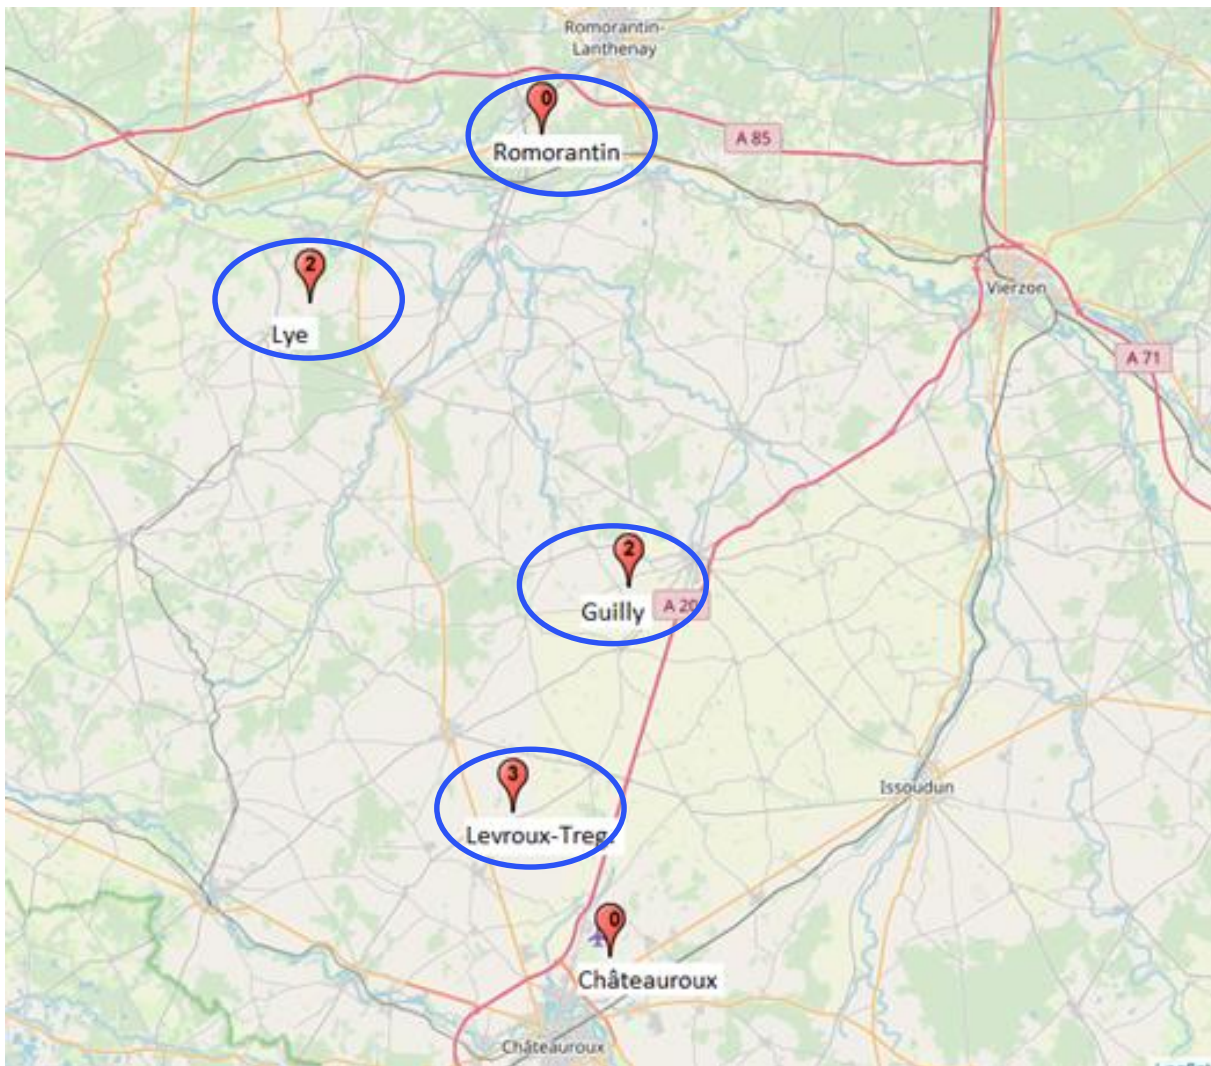 Romorantin-
Lanthenay
0
Romorantin
A 85
2
Lye
Vierzon
A 71
2
Guilly
A 20
3
Levroux-Treg.
Issoudun
0
Châteauroux
Châteauroux